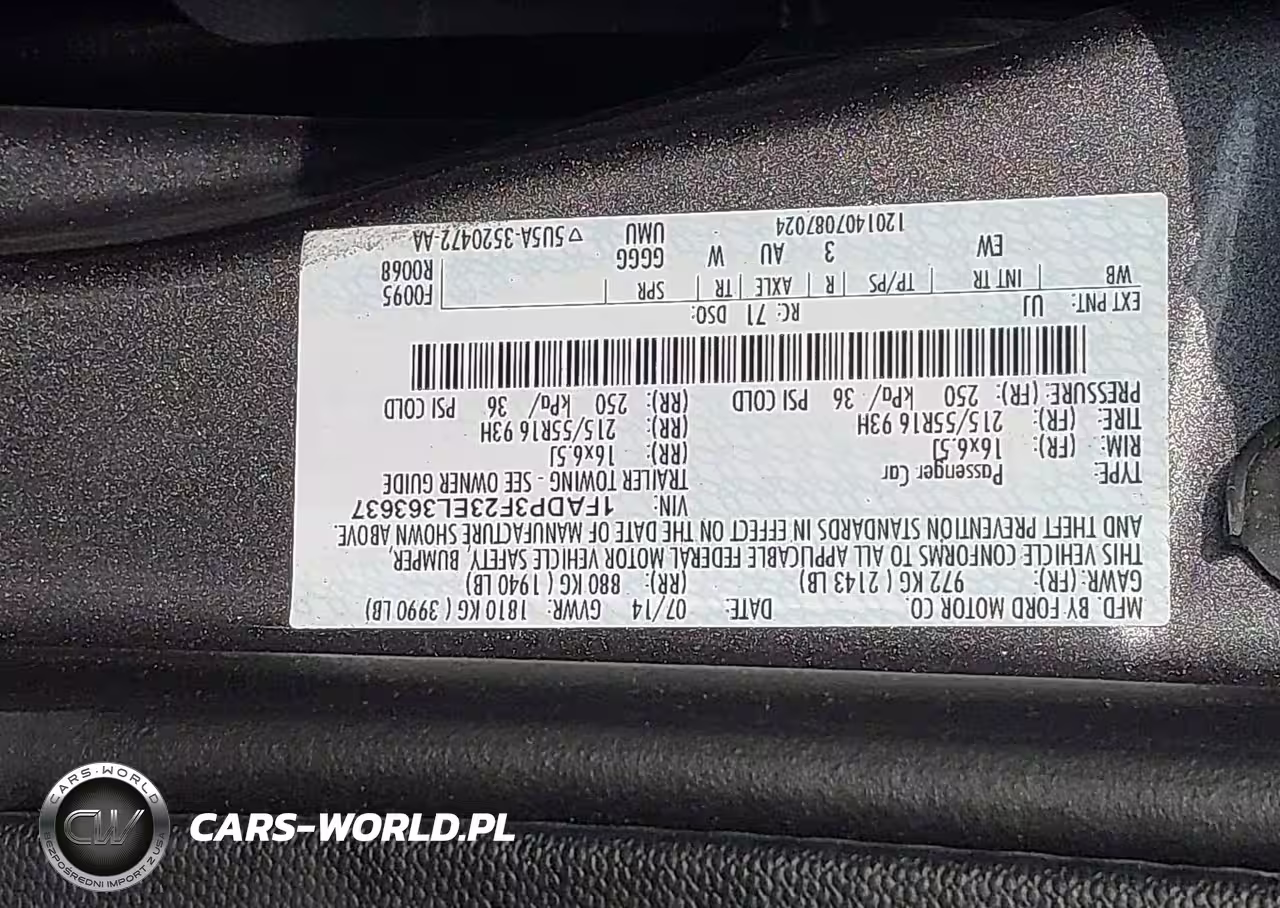 MFD. BY FORD MOTOR CO. DATE: 07/14 GVWR: 1810 KG ( 3990 LB)
GAWR: (FR): 972 KG ( 2143 LB) (RR): 880 KG ( 1940 LB)
THIS VEHICLE CONFORMS TO ALL APPLICABLE FEDERAL MOTOR VEHICLE SAFETY, BUMPER,
AND THEFT PREVENTION STANDARDS IN EFFECT ON THE DATE OF MANUFACTURE SHOWN ABOVE.
VIN: 1FADP3F23EL363637
TYPE: Passenger Car TRAILER TOWING - SEE OWNER GUIDE
RIM: (FR): 16x6.5J (RR): 16x6.5J
TIRE: (FR): 215/55R16 93H (RR): 215/55R16 93H
PRESSURE: (FR): 250 kPa/ 36 PSI COLD (RR): 250 kPa/ 36 PSI COLD
EXT PNT: UJ RC: 71 DSO: F0095
WB INT TR TP/PS R AXLE TR SPR R0068
EW 3 AU W GGGG
UMU
1201407087024 5U5A-3520472-AA
CARS-WORLD
CW
BEZPOŚREDNI IMPORT Z USA
CARS-WORLD.PL